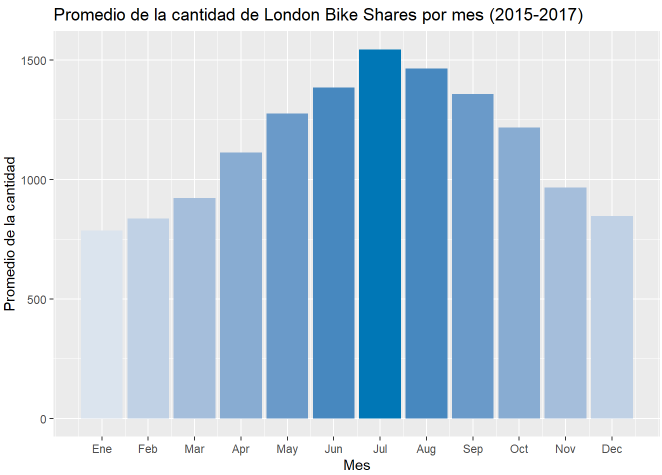 Promedio de la cantidad de London Bike Shares por mes (2015-2017)
Promedio de la cantidad
1500
1000
500
0
Ene Feb Mar Apr May Jun Jul Aug Sep Oct Nov Dec
Mes